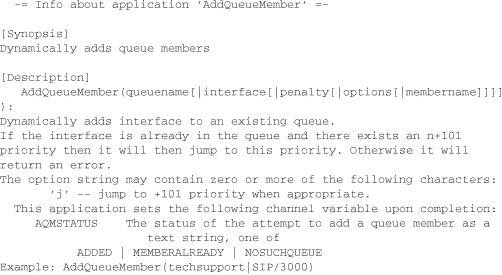 -= Info about application 'AddQueueMember' =-
[Synopsis]
Dynamically adds queue members
[Description]
AddQueueMember(queuename[|interface[|penalty[|options[|membername]]]]
):
Dynamically adds interface to an existing queue.
If the interface is already in the queue and there exists an n+101
priority then it will then jump to this priority. Otherwise it will
return an error.
The option string may contain zero or more of the following characters:
'j' -- jump to +101 priority when appropriate.
This application sets the following channel variable upon completion:
AQMSTATUS The status of the attempt to add a queue member as a
text string, one of
ADDED | MEMBERALREADY | NOSUCHQUEUE
Example: AddQueueMember(techsupport|SIP/3000)